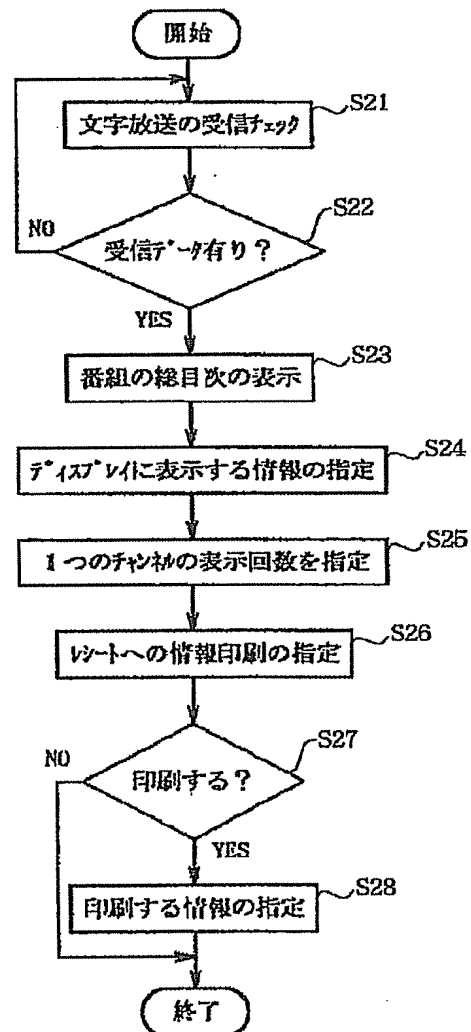 開始
文字放送の受信ﾁｪｯｸ
S21
受信ﾃﾞｰﾀ有り？
S22
NO
YES
番組の総目次の表示
S23
ﾃﾞｨｽﾌﾟﾚｲに表示する情報の指定
S24
１つのﾁｬﾝﾈﾙの表示回数を指定
S25
ﾚｼｰﾄへの情報印刷の指定
S26
印刷する？
S27
NO
YES
印刷する情報の指定
S28
終了